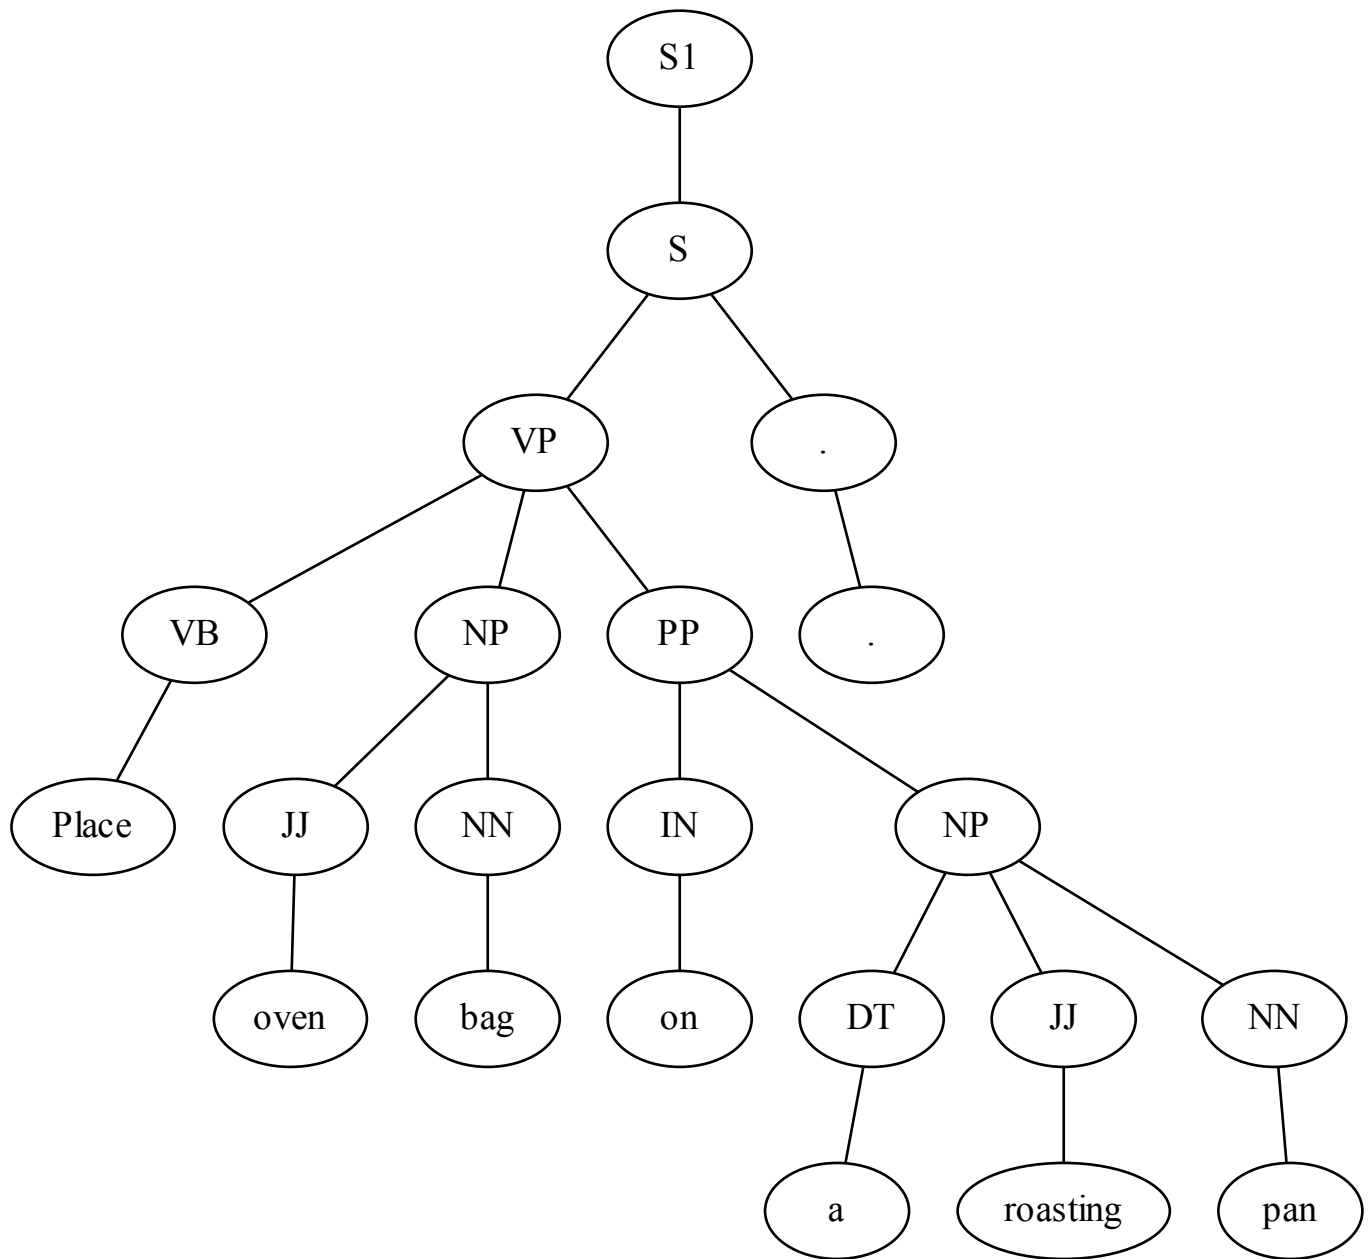 S1
S
VP .
VB NP PP .
Place JJ NN IN NP
oven bag on DT JJ NN
a roasting pan